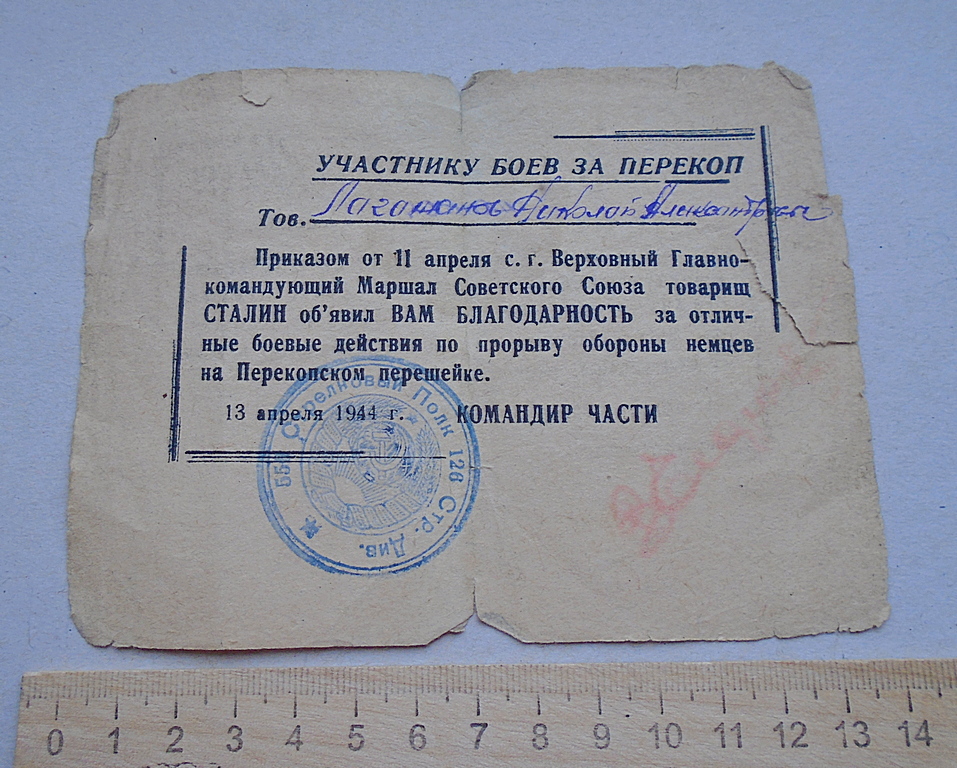 УЧАСТНИКУ БОЕВ ЗА ПЕРЕКОП
Тов. Николай
Приказом от 11 апреля с. г. Верховный Главно-
командующий Маршал Советского Союза товарищ
СТАЛИН об'явил ВАМ БЛАГОДАРНОСТЬ за отлич-
ные боевые действия по прорыву обороны немцев
на Перекопском перешейке.
13 апреля 1944 г. КОМАНДИР ЧАСТИ
Стрелковый Полк 126 Стр. Див.
0 1 2 3 4 5 6 7 8 9 10 11 12 13 14